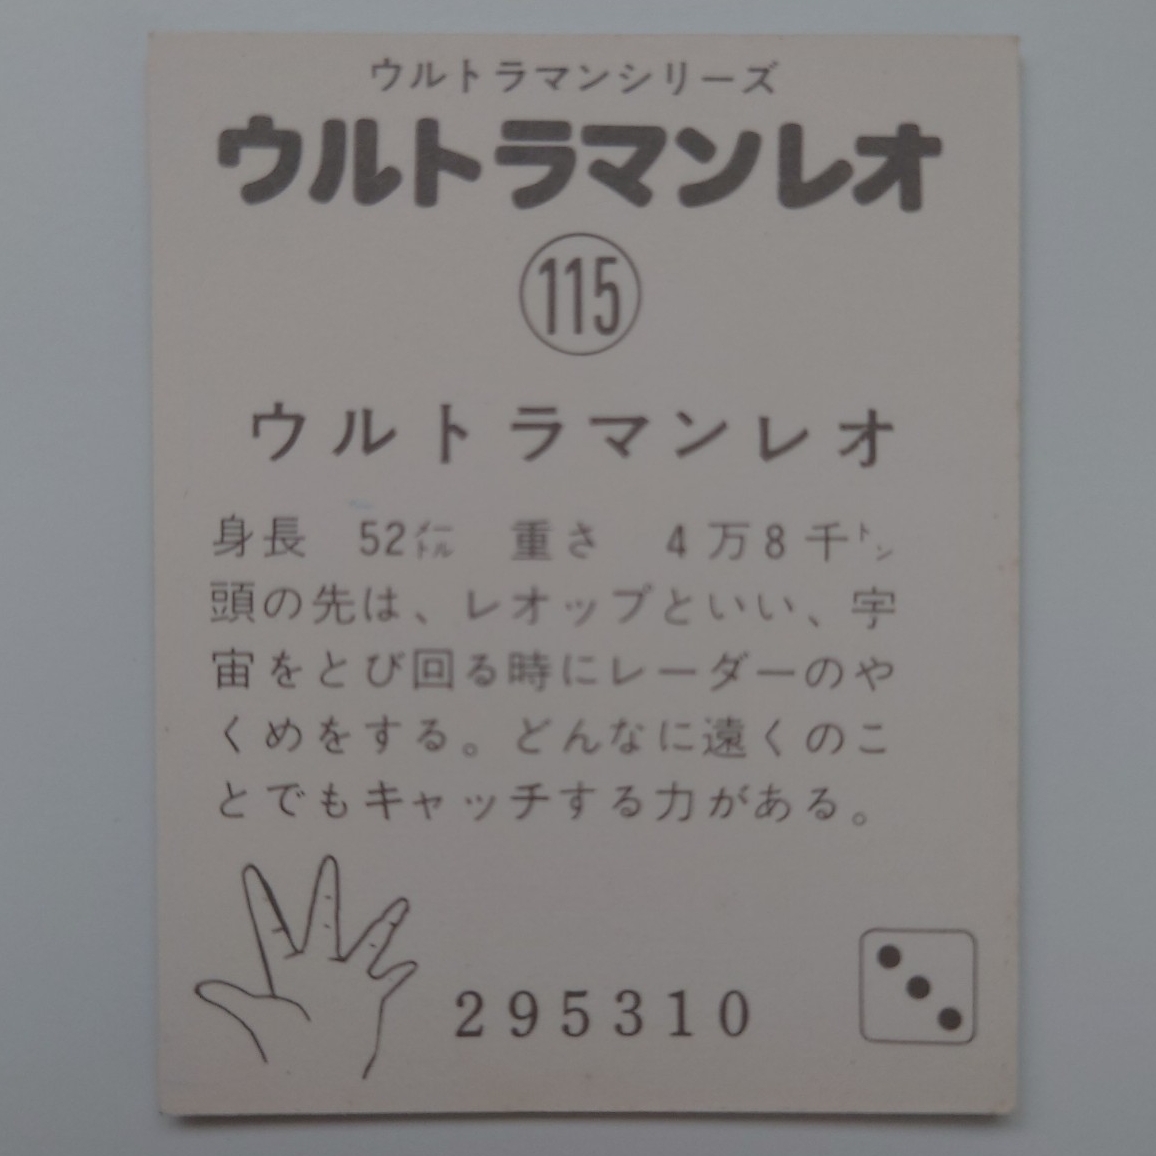 ウルトラマンシリーズ
ウルトラマンレオ
115
ウルトラマンレオ
身長 52メートル 重さ 4万8千トン
頭の先は、レオップといい、宇
宙をとび回る時にレーダーのや
くめをする。どんなに遠くのこ
とでもキャッチする力がある。
295310